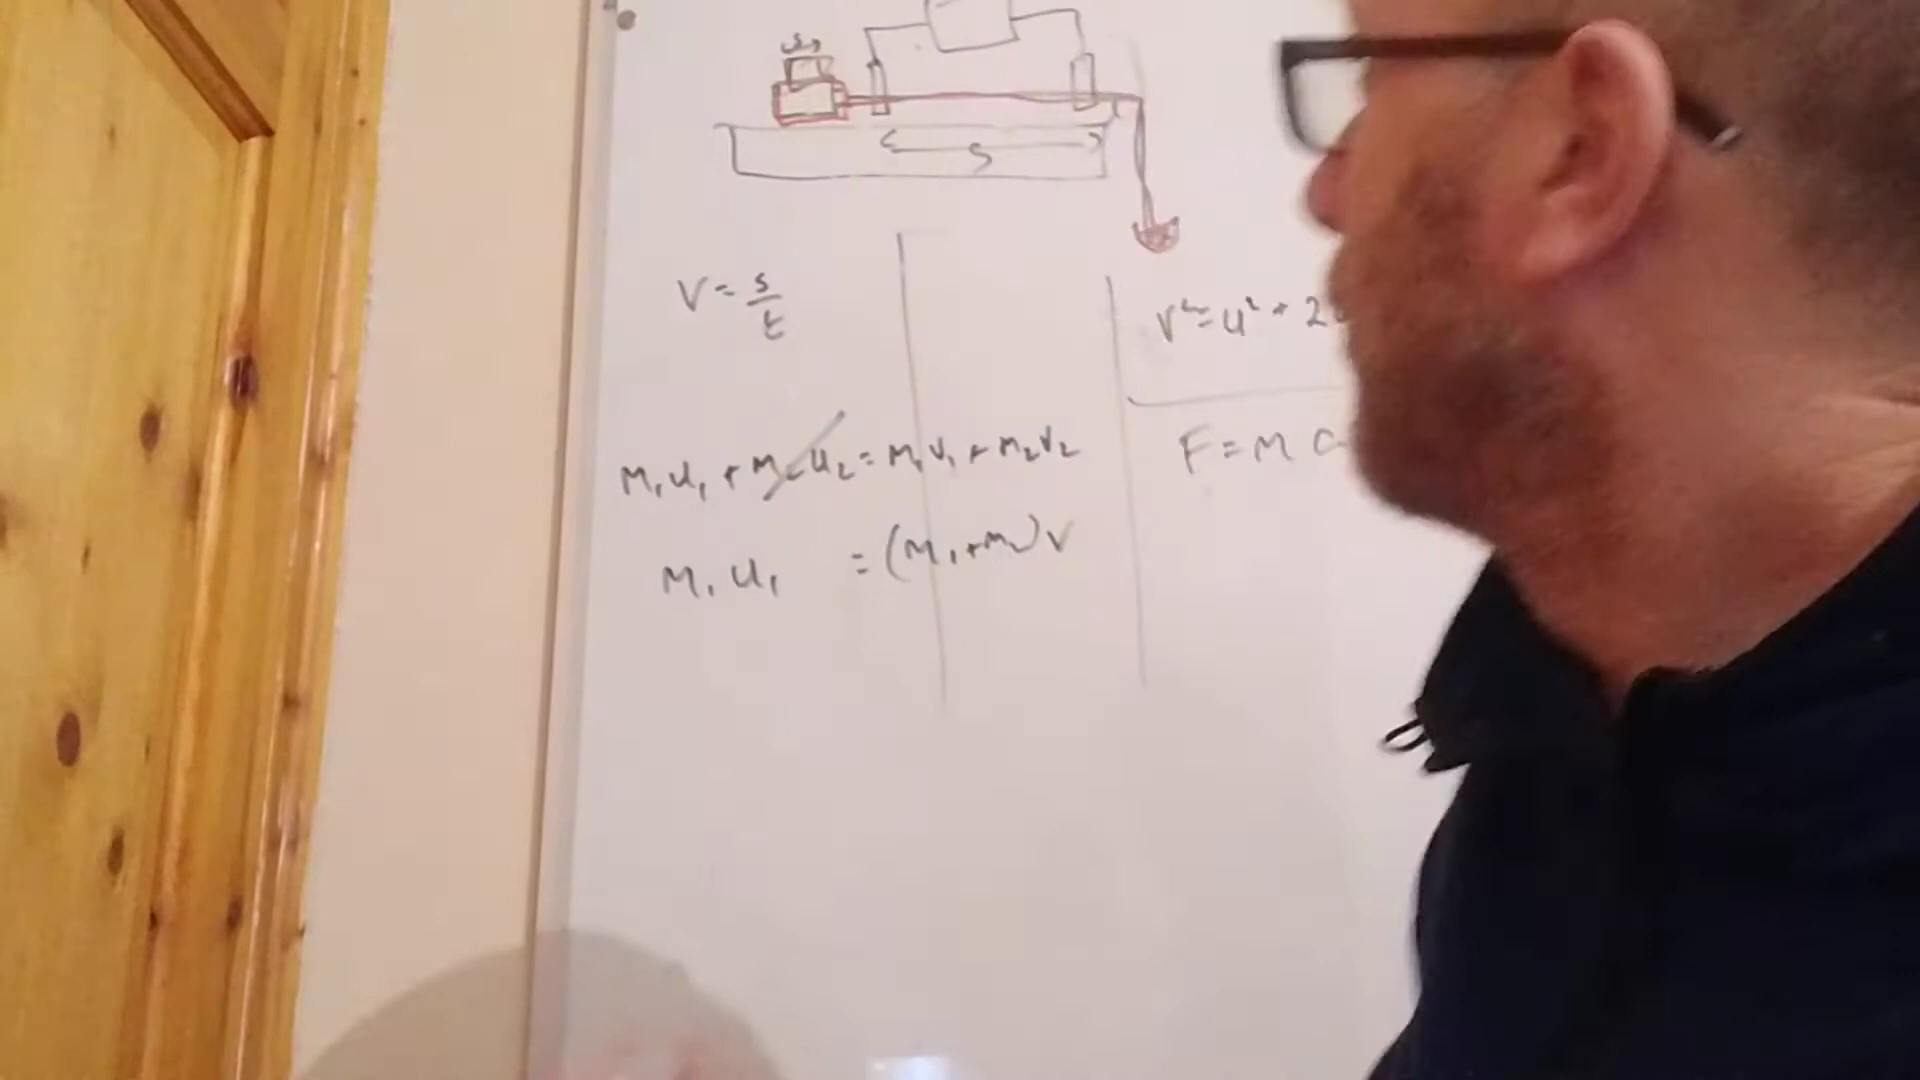 S
V = s/t
V² = u² + 2
M₁U₁ + M₂U₂ = M₁V₁ + M₂V₂
F = M a
M₁U₁ = (M₁ + M₂)V